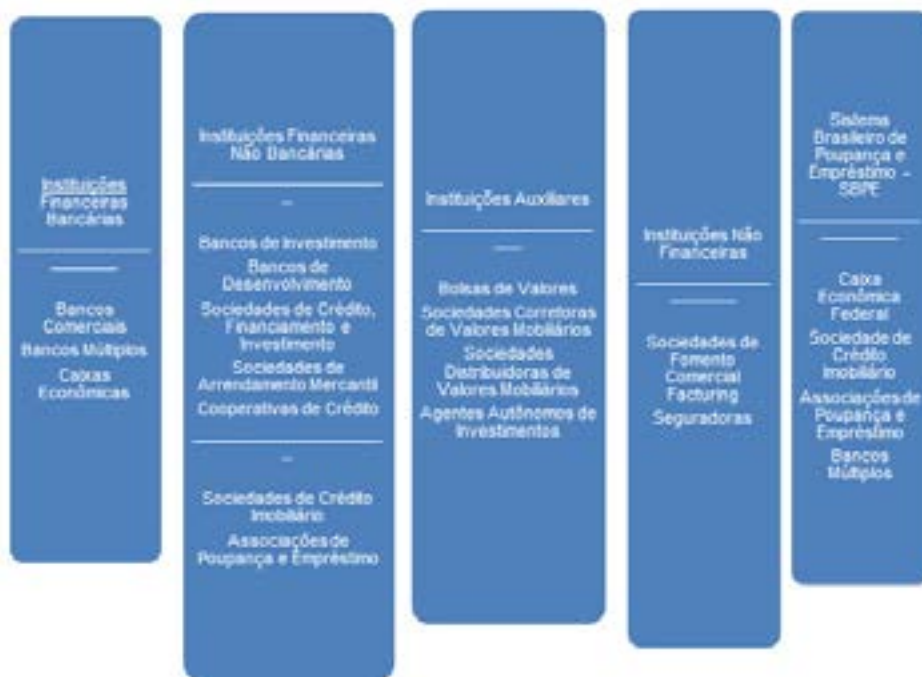 Instituições
Financeiras
Bancárias
Bancos
Comerciais
Bancos Múltiplos
Caixas
Econômicas
Instituições Financeiras
Não Bancárias
Bancos de Investimento
Bancos de
Desenvolvimento
Sociedades de Crédito,
Financiamento e
Investimento
Sociedades de
Arrendamento Mercantil
Cooperativas de Crédito
Sociedades de Crédito
Imobiliário
Associações de
Poupança e Empréstimo
Instituições Auxiliares
Bolsas de Valores
Sociedades Corretoras
de Valores Mobiliários
Sociedades
Distribuidoras de
Valores Mobiliários
Agentes Autônomos de
Investimentos
Instituições Não
Financeiras
Sociedades de
Fomento
Comercial
Facturing
Seguradoras
Sistema
Brasileiro de
Poupança e
Empréstimo –
SBPE
Caixa
Econômica
Federal
Sociedade de
Crédito
Imobiliário
Associações de
Poupança e
Empréstimo
Bancos
Múltiplos